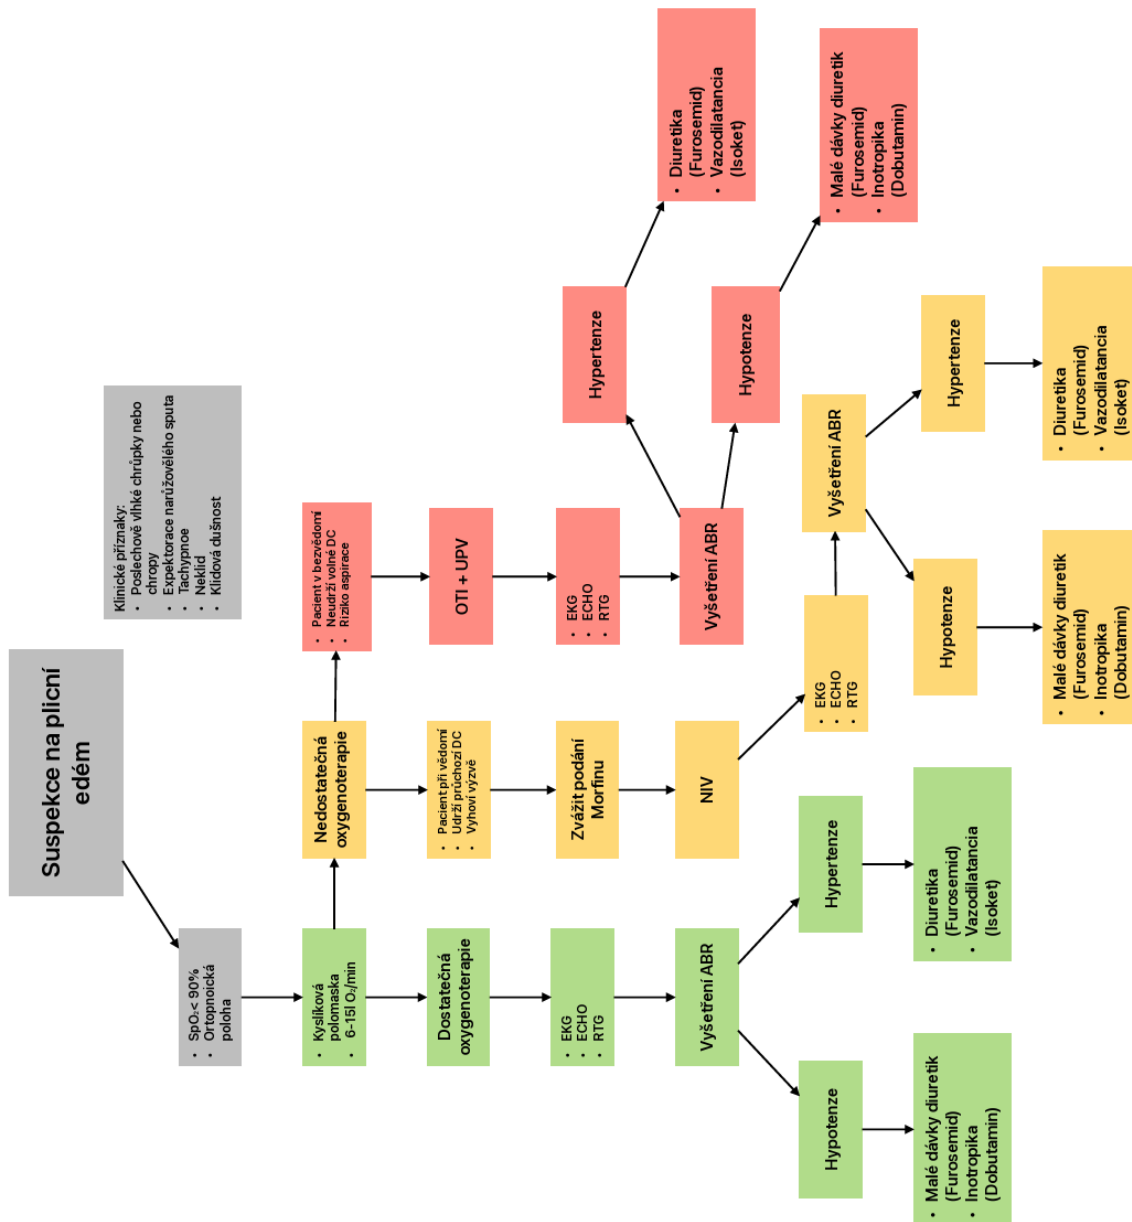 Suspekce na plicní
edém
Klinické příznaky:
• Poslechově vlhké chrůpky nebo
chropy
• Expektorace narůžovělého sputa
• Tachypnoe
• Neklid
• Klidová dušnost
• SpO₂ < 90%
• Ortopnoická
poloha
• Kyslíková
polomaska
• 6-15l O₂/min
Nedostatečná
oxygenoterapie
• Pacient v bezvědomí
• Neudrží volné DC
• Riziko aspirace
Dostatečná
oxygenoterapie
• Pacient při vědomí
• Udrží průchozí DC
• Vyhoví výzvě
OTI + UPV
• EKG
• ECHO
• RTG
Zvážit podání
Morfinu
• EKG
• ECHO
• RTG
Vyšetření ABR
NIV
Vyšetření ABR
Hypertenze
• Diuretika
(Furosemid)
• Vazodilatancia
(Isoket)
Hypotenze
• Malé dávky diuretik
(Furosemid)
• Inotropika
(Dobutamin)
• EKG
• ECHO
• RTG
Vyšetření ABR
Hypotenze
Hypertenze
Hypotenze
Hypertenze
• Malé dávky diuretik
(Furosemid)
• Inotropika
(Dobutamin)
• Diuretika
(Furosemid)
• Vazodilatancia
(Isoket)
• Malé dávky diuretik
(Furosemid)
• Inotropika
(Dobutamin)
• Diuretika
(Furosemid)
• Vazodilatancia
(Isoket)